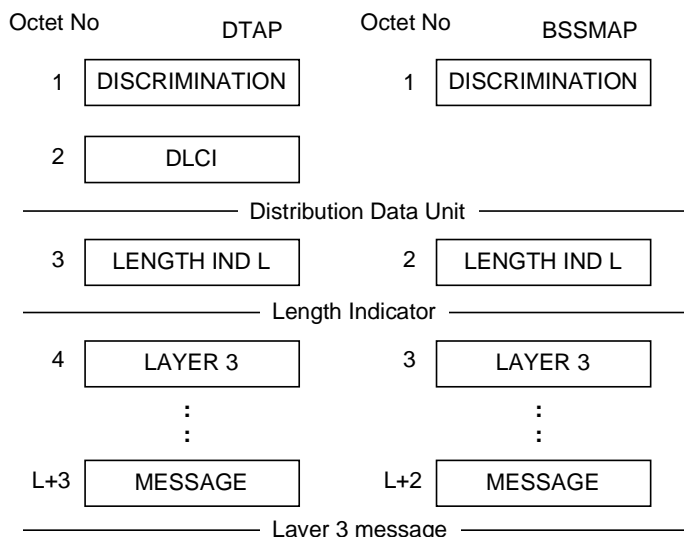 Octet No DTAP Octet No BSSMAP
1 DISCRIMINATION 1 DISCRIMINATION
2 DLCI
Distribution Data Unit
3 LENGTH IND L 2 LENGTH IND L
Length Indicator
4 LAYER 3 3 LAYER 3
: :
: :
L+3 MESSAGE L+2 MESSAGE
Layer 3 message